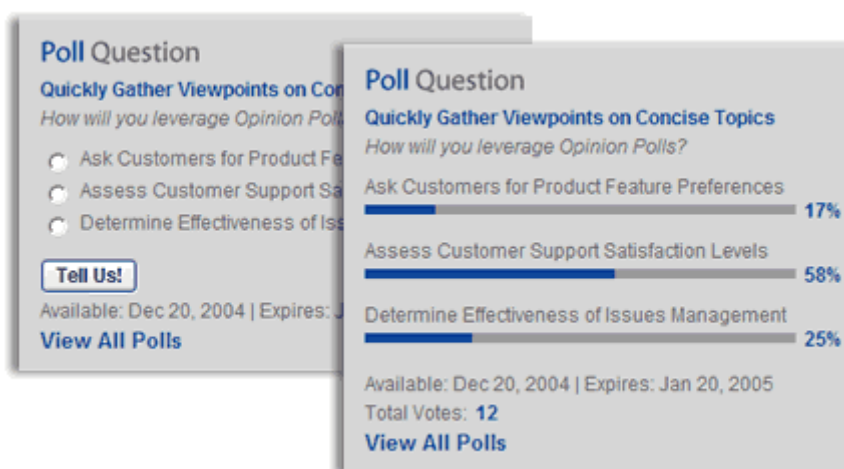 Poll Question
Quickly Gather Viewpoints on Con
How will you leverage Opinion Poll
Ask Customers for Product Fe
Assess Customer Support Sa
Determine Effectiveness of Iss
Tell Us!
Available: Dec 20, 2004 | Expires: J
View All Polls
Poll Question
Quickly Gather Viewpoints on Concise Topics
How will you leverage Opinion Polls?
Ask Customers for Product Feature Preferences
17%
Assess Customer Support Satisfaction Levels
58%
Determine Effectiveness of Issues Management
25%
Available: Dec 20, 2004 | Expires: Jan 20, 2005
Total Votes: 12
View All Polls